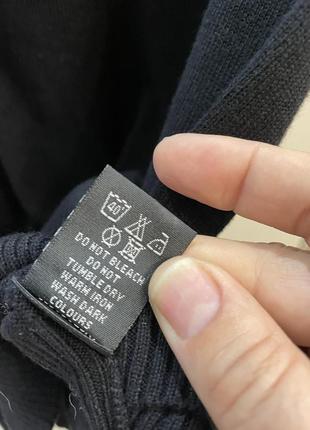 40
DO NOT BLEACH
DO NOT
TUMBLE DRY
WARM IRON
WASH DARK
COLOURS